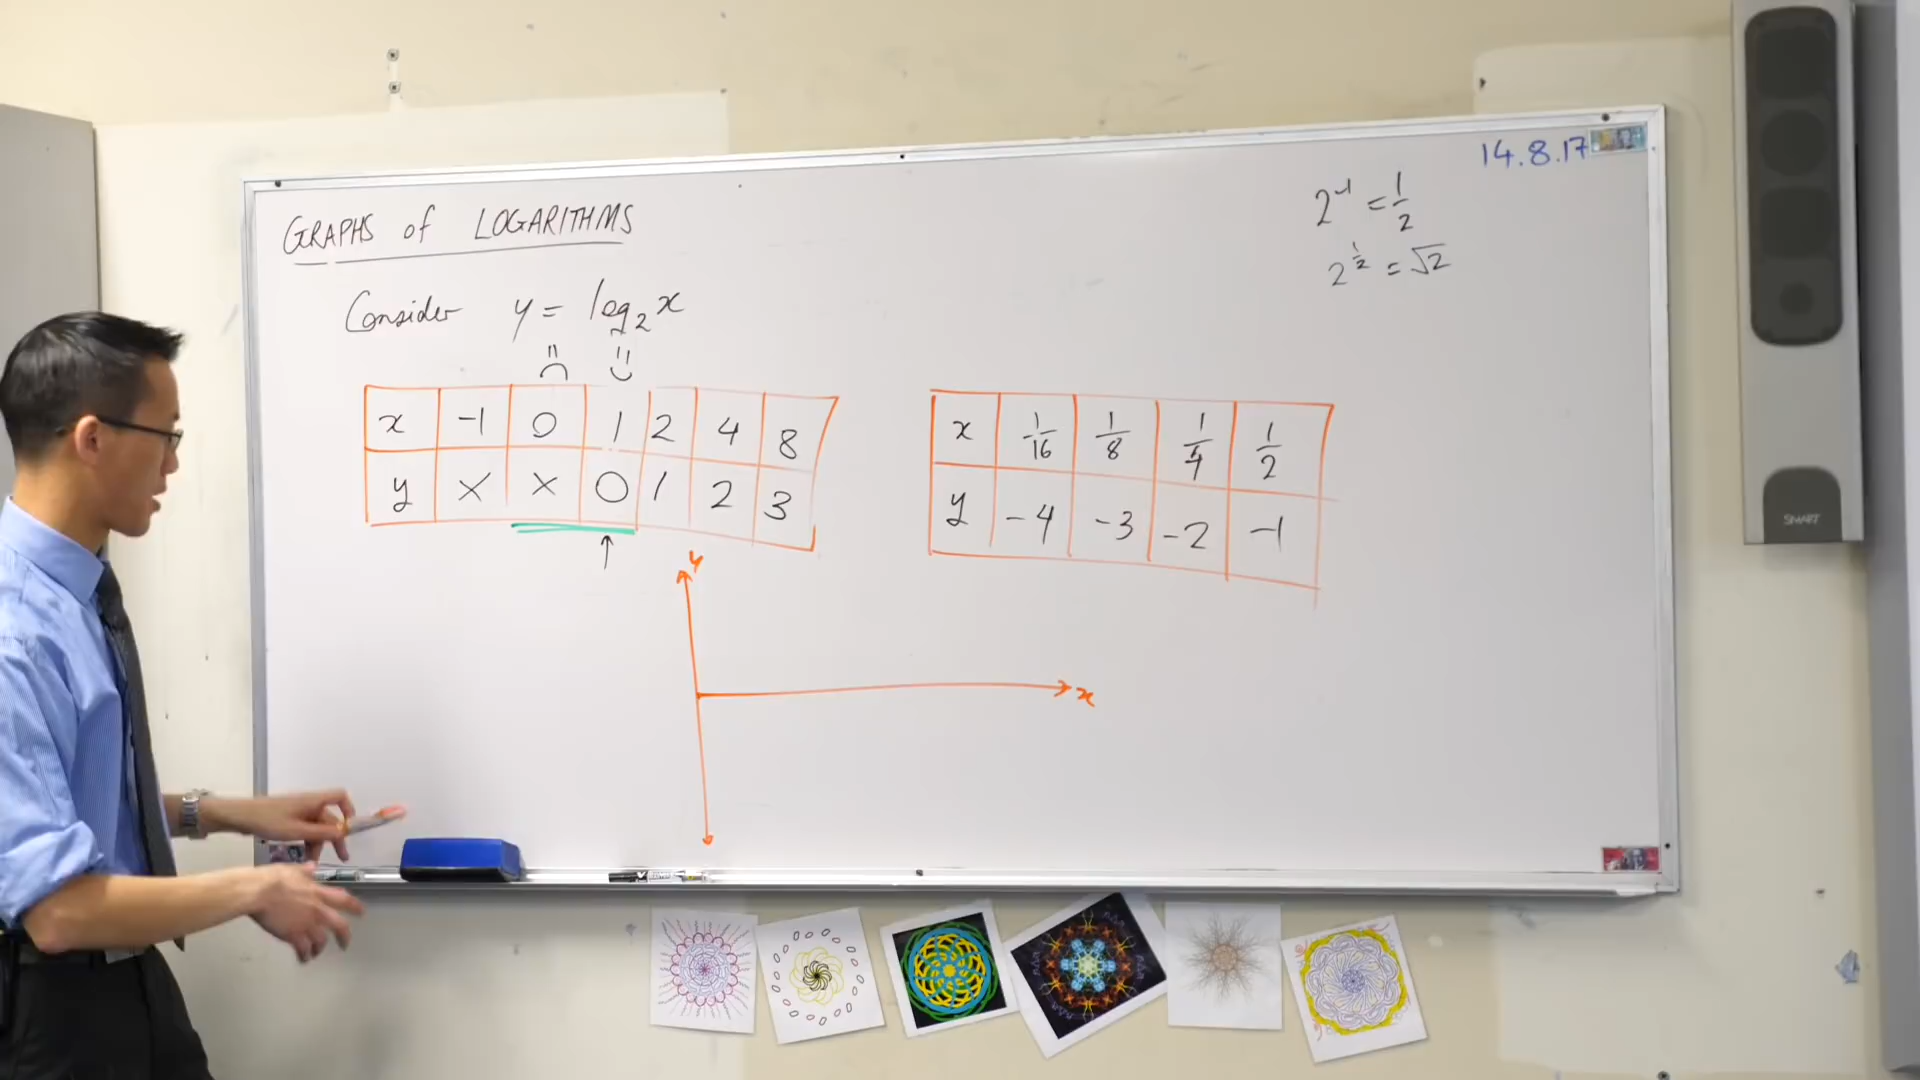 14.8.17
GRAPHS of LOGARITHMS
2⁻¹ = 1/2
2^(1/2) = √2
Consider y = log₂x
x -1 0 1 2 4 8
y × × 0 1 2 3
x 1/16 1/8 1/4 1/2
y -4 -3 -2 -1
y
x
SMART